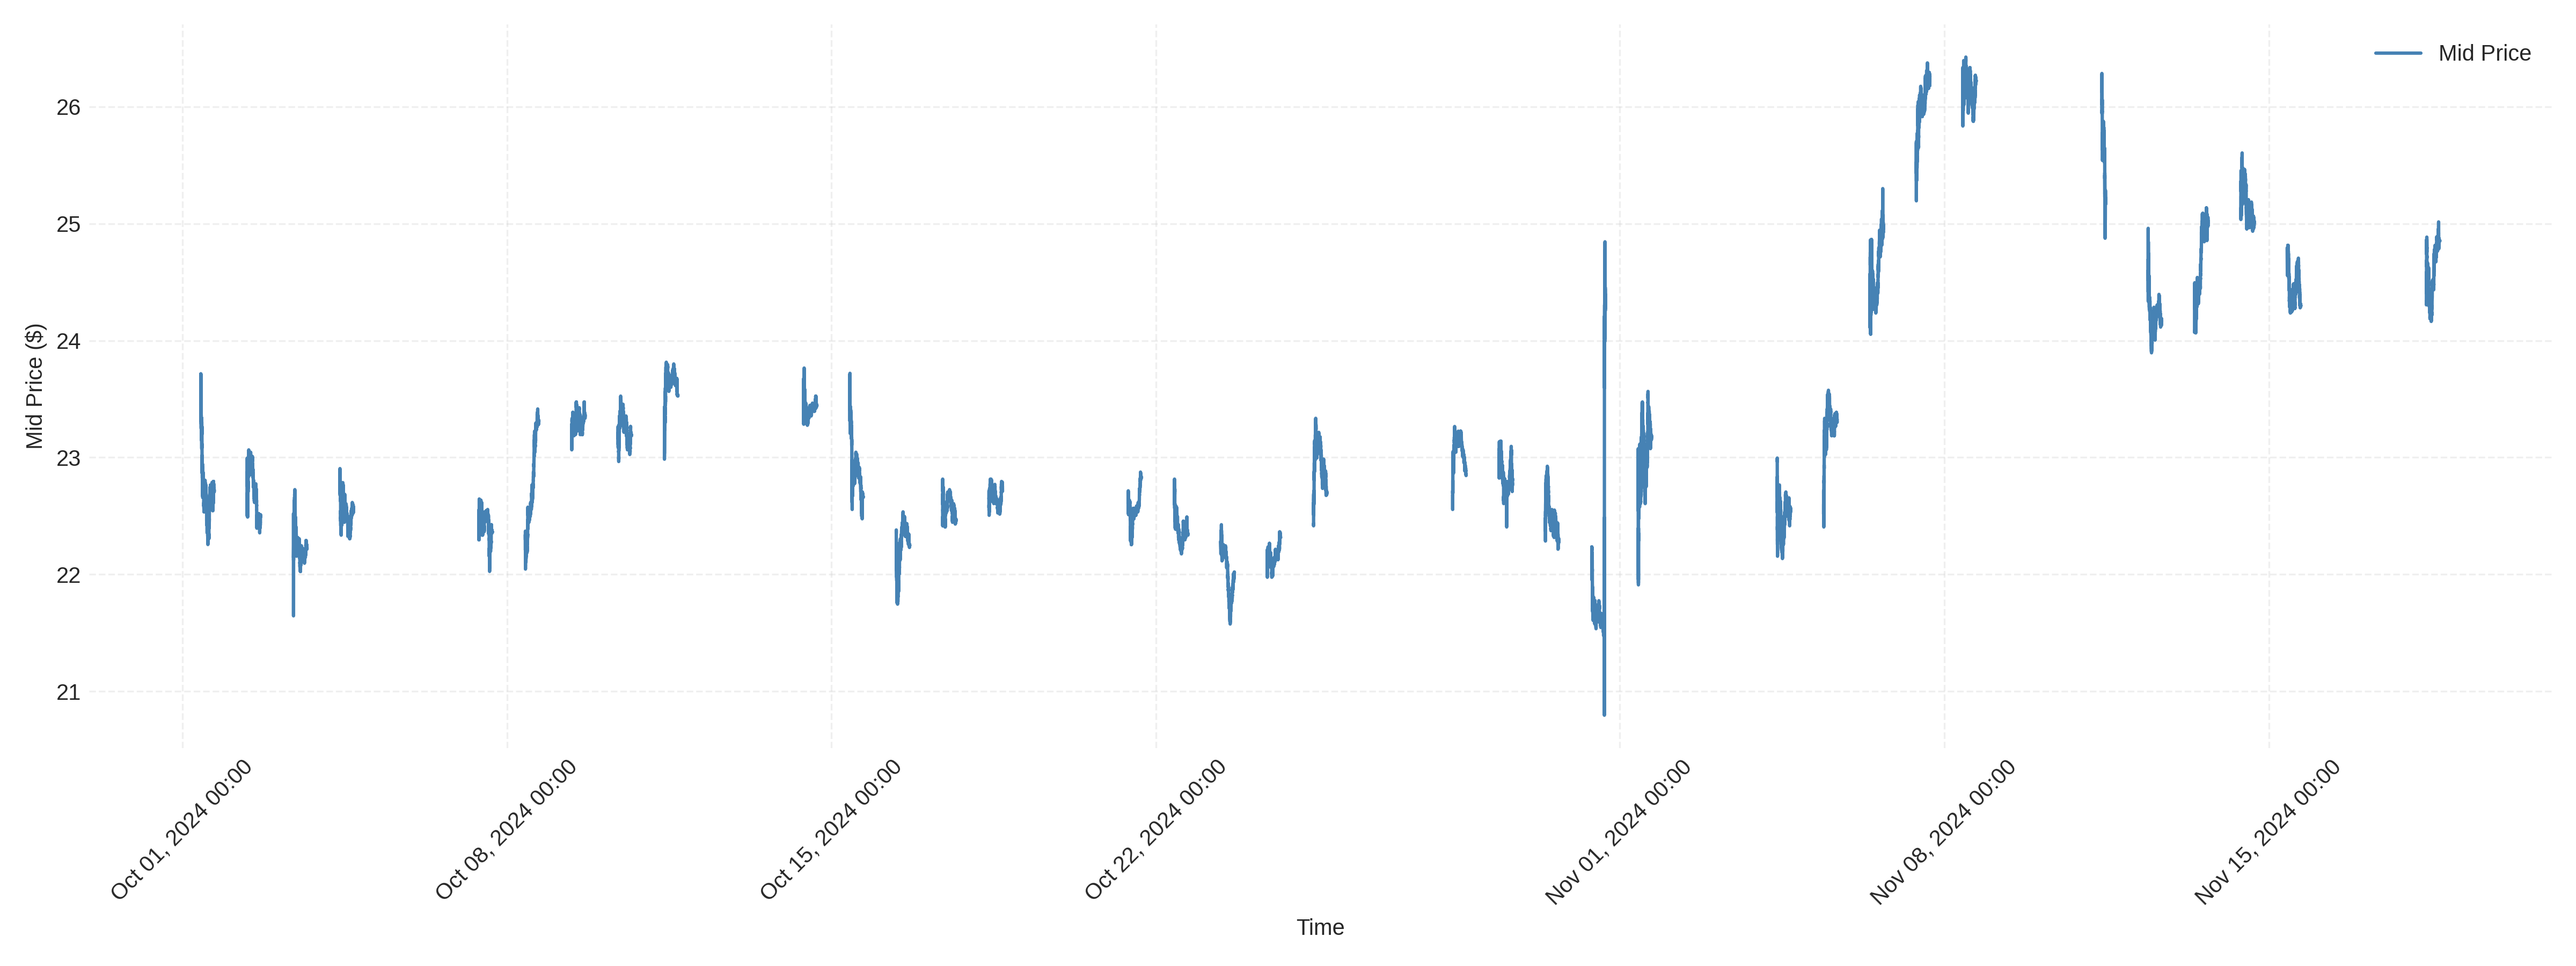 Mid Price
26
25
24
23
22
21
Mid Price ($)
Oct 01, 2024 00:00
Oct 08, 2024 00:00
Oct 15, 2024 00:00
Oct 22, 2024 00:00
Nov 01, 2024 00:00
Nov 08, 2024 00:00
Nov 15, 2024 00:00
Time